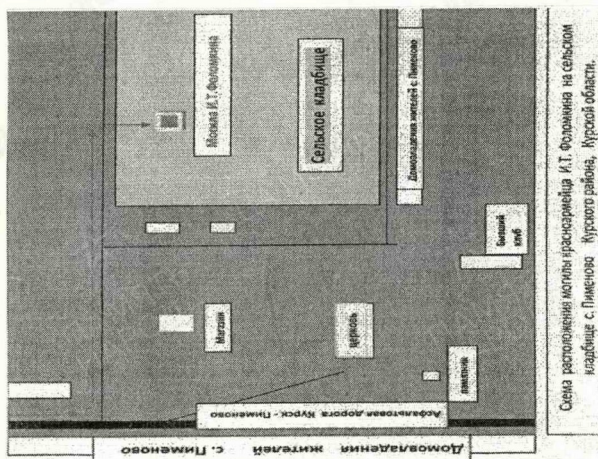 Могила И.Т.Фоломкина
Сельское кладбище
Домовладения жителей с. Пименово
Магазин
церковь
бывший
клуб
памятник
Асфальтовая дорога Курск - Пименово
Домовладения жителей с. Пименово
Схема расположения могилы красноармейца И.Т. Фоломкина на сельском
кладбище с. Пименово Курского района, Курской области.